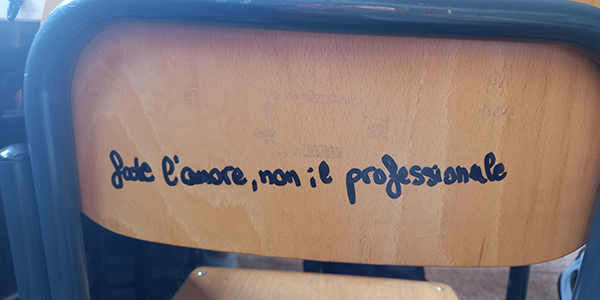 fate l'amore, non il professionale